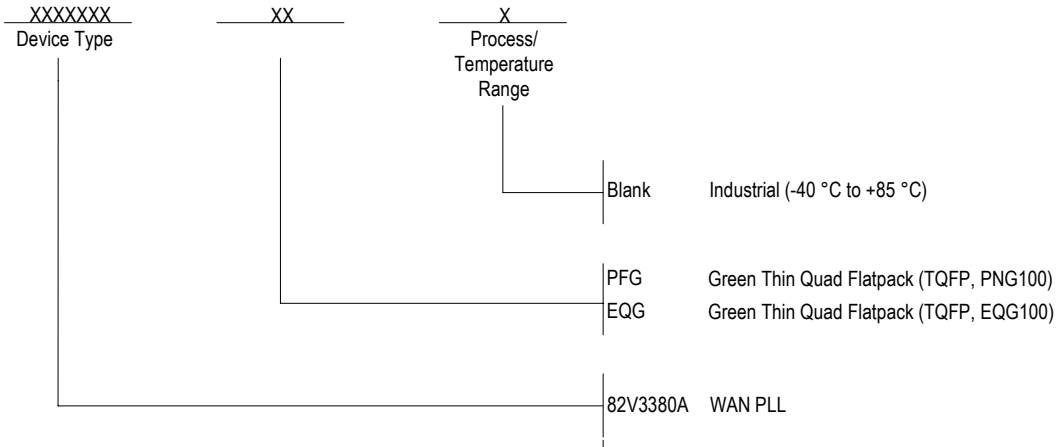 XXXXXXX XX X
Device Type Process/
Temperature
Range
Blank Industrial (-40 °C to +85 °C)
PFG Green Thin Quad Flatpack (TQFP, PNG100)
EQG Green Thin Quad Flatpack (TQFP, EQG100)
82V3380A WAN PLL